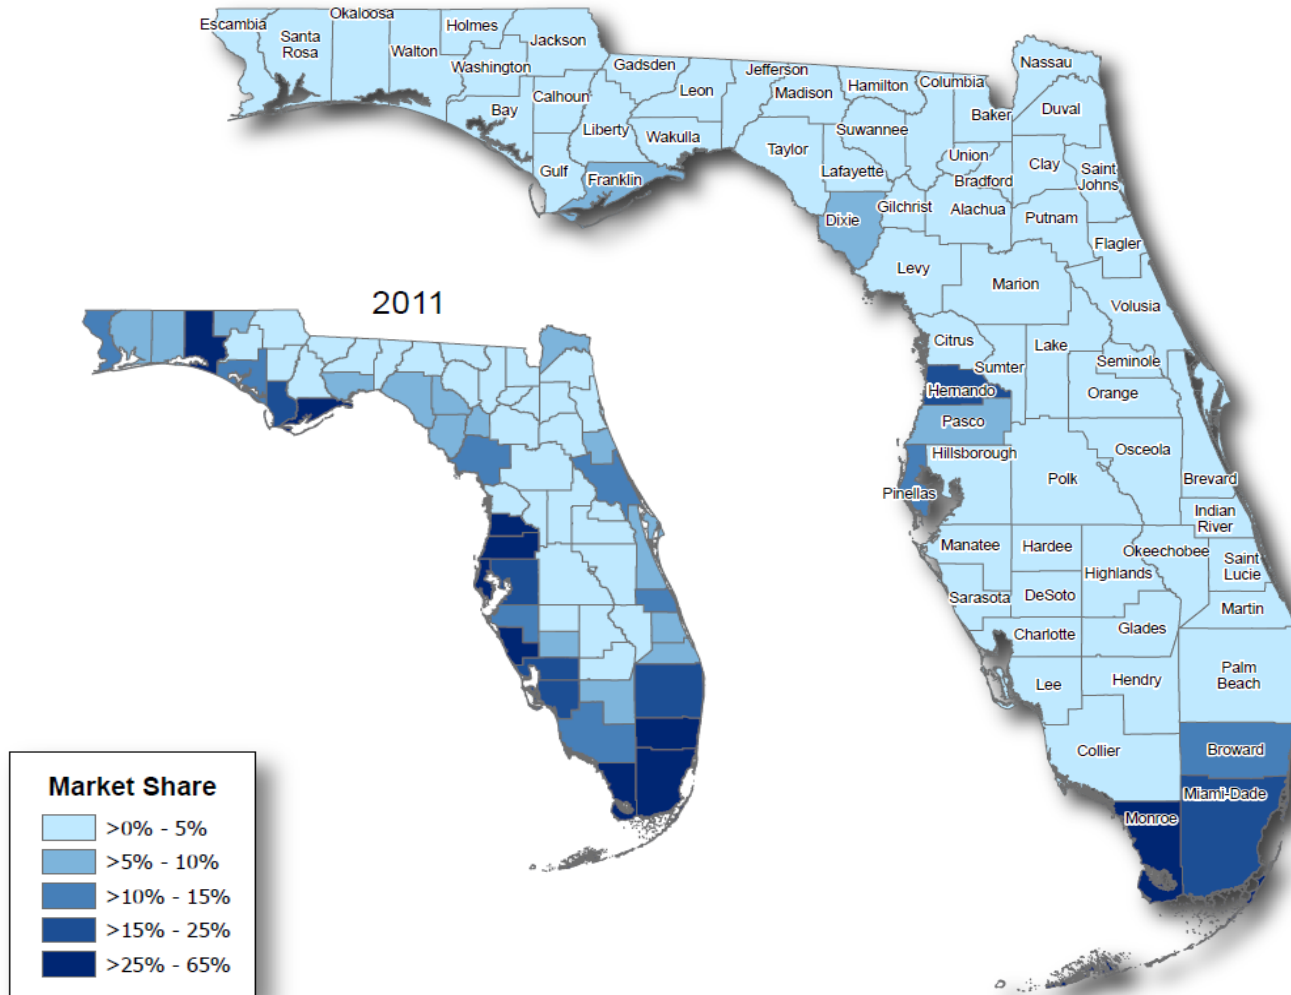 Escambia
Okaloosa
Santa
Rosa
Walton
Holmes
Jackson
Washington
Bay
Calhoun
Gadsden
Leon
Jefferson
Madison
Hamilton
Columbia
Nassau
Baker
Duval
Liberty
Wakulla
Gulf
Franklin
Taylor
Suwannee
Lafayette
Union
Bradford
Clay
Saint
Johns
Dixie
Gilchrist
Alachua
Putnam
Flagler
Levy
Marion
Volusia
2011
Citrus
Sumter
Lake
Seminole
Orange
Hernando
Pasco
Hillsborough
Osceola
Polk
Pinellas
Brevard
Indian
River
Manatee
Hardee
Okeechobee
Highlands
Saint
Lucie
Sarasota
DeSoto
Martin
Charlotte
Glades
Lee
Hendry
Palm
Beach
Collier
Broward
Miami-Dade
Monroe
Market Share
>0% - 5%
>5% - 10%
>10% - 15%
>15% - 25%
>25% - 65%